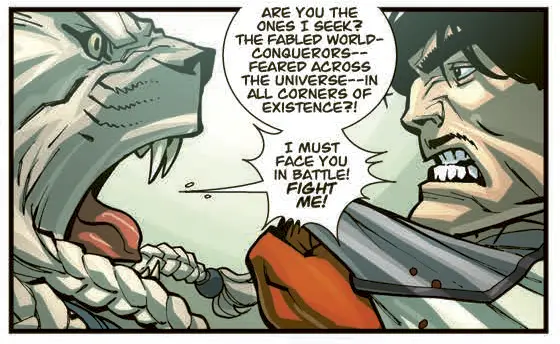 ARE YOU THE
ONES I SEEK?
THE FABLED WORLD-
CONQUERORS--
FEARED ACROSS
THE UNIVERSE--IN
ALL CORNERS OF
EXISTENCE?!
I MUST
FACE YOU
IN BATTLE!
FIGHT
ME!